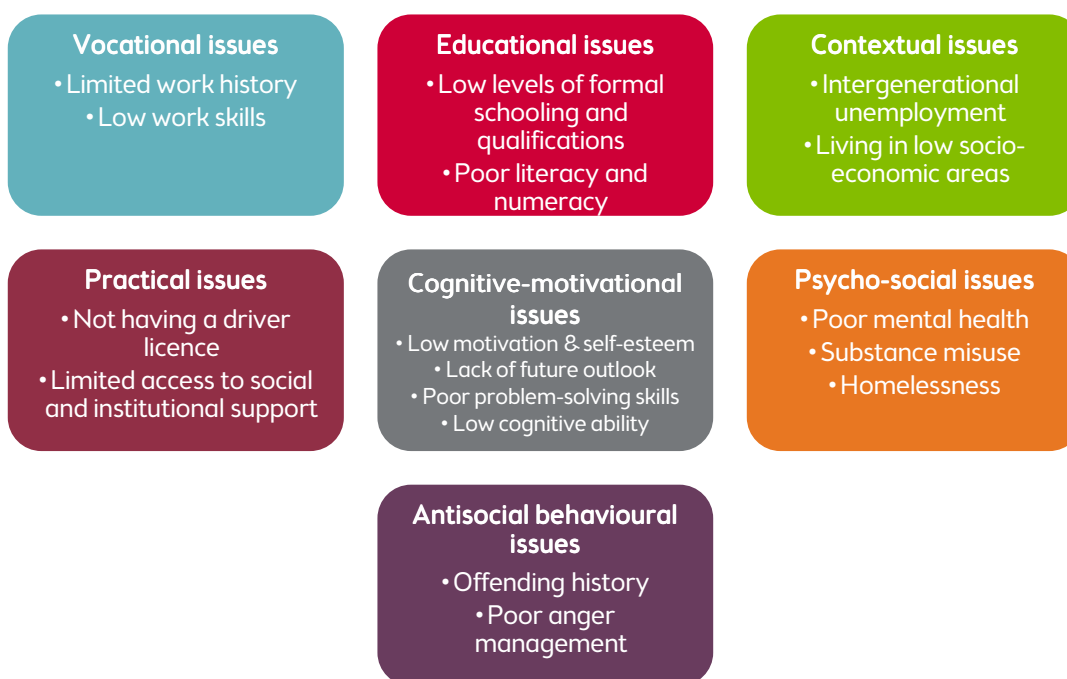 Vocational issues
• Limited work history
• Low work skills
Educational issues
• Low levels of formal
schooling and
qualifications
• Poor literacy and
numeracy
Contextual issues
• Intergenerational
unemployment
• Living in low socio-
economic areas
Practical issues
• Not having a driver
licence
• Limited access to social
and institutional support
Cognitive-motivational
issues
• Low motivation & self-esteem
• Lack of future outlook
• Poor problem-solving skills
• Low cognitive ability
Psycho-social issues
• Poor mental health
• Substance misuse
• Homelessness
Antisocial behavioural
issues
• Offending history
• Poor anger
management